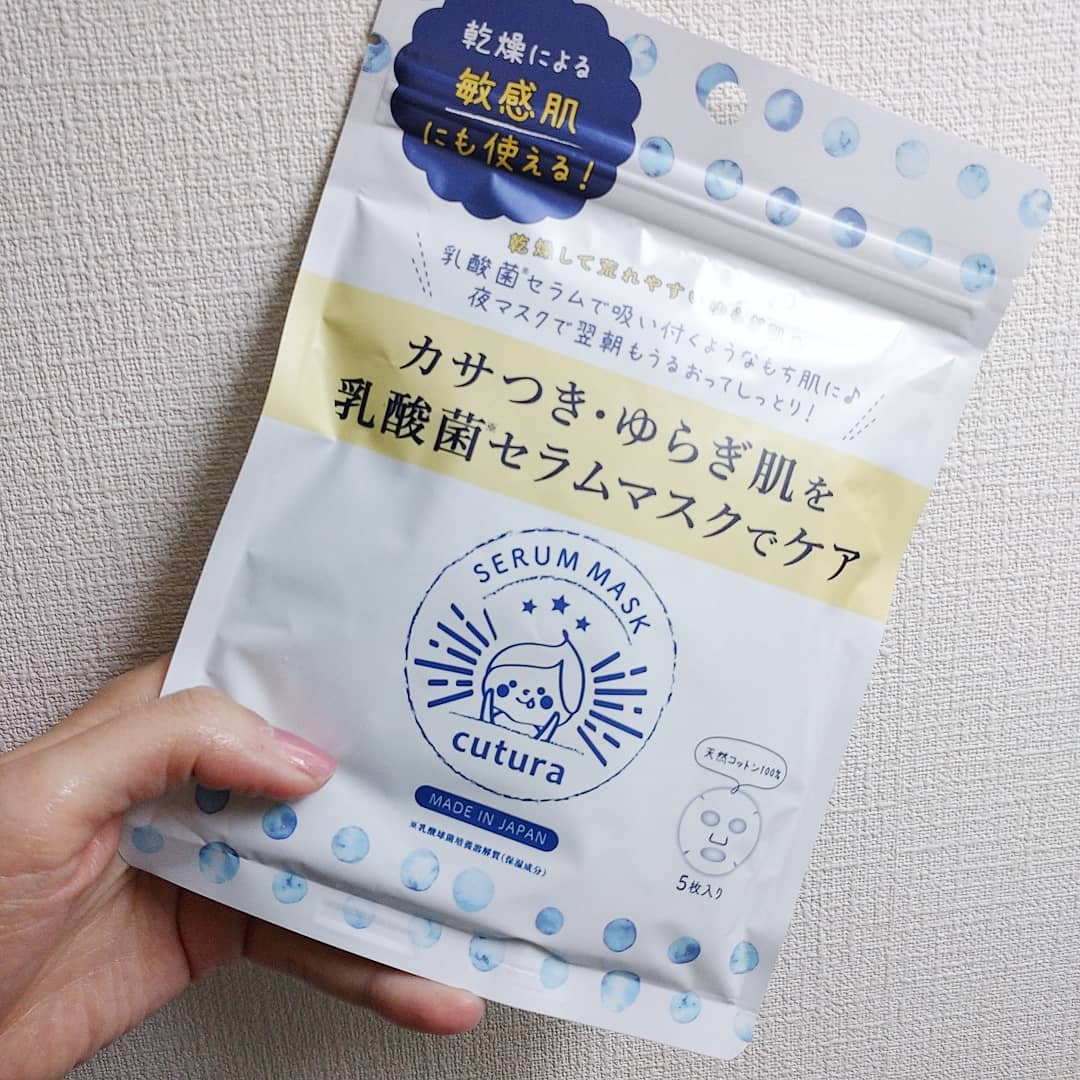 乾燥による
敏感肌
にも使える!
乾燥して荒れやすい
乳酸菌※セラムで吸い付くようなもち肌に♪
夜マスクで翌朝もうるおってしっとり!
カサつき・ゆらぎ肌を
乳酸菌※セラムマスクでケア
SERUM MASK
cutura
MADE IN JAPAN
※乳酸球菌培養溶解質(保湿成分)
天然コットン100%
5枚入り